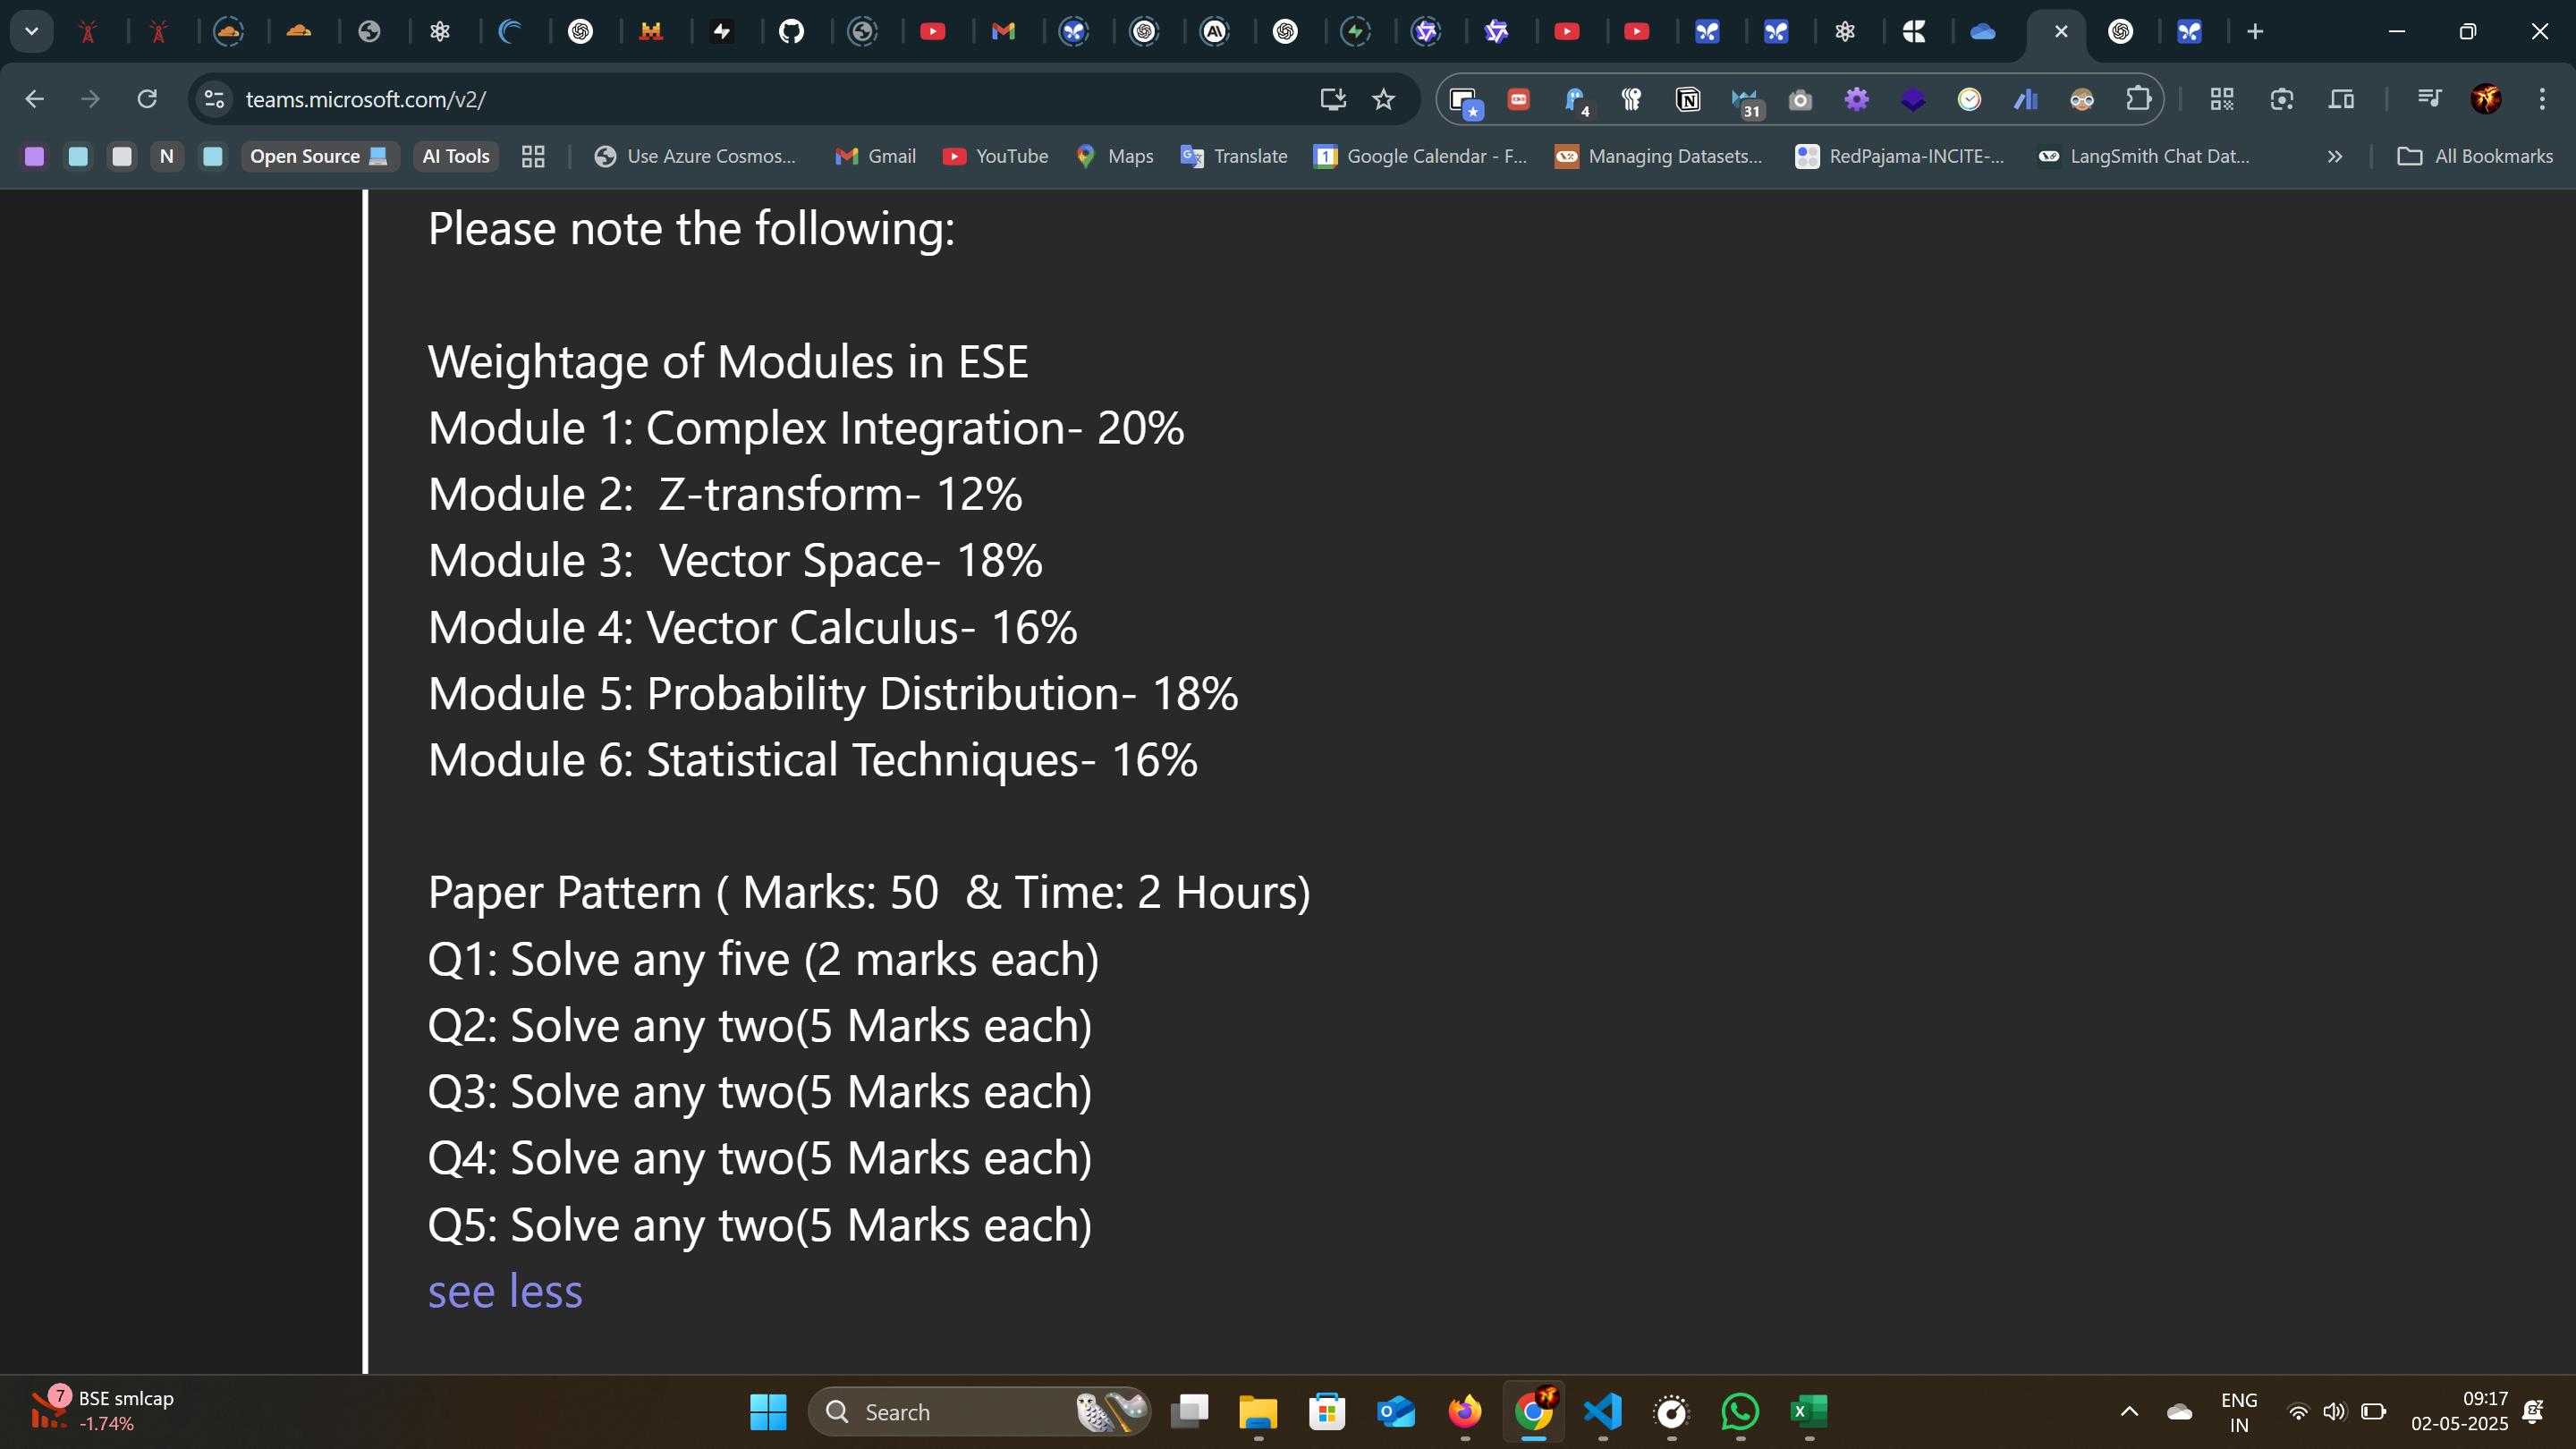 teams.microsoft.com/v2/
4
31
N
Open Source
AI Tools
Use Azure Cosmos...
Gmail
YouTube
Maps
Translate
Google Calendar - F...
Managing Datasets...
RedPajama-INCITE-...
LangSmith Chat Dat...
All Bookmarks
Please note the following:
Weightage of Modules in ESE
Module 1: Complex Integration- 20%
Module 2:  Z-transform- 12%
Module 3:  Vector Space- 18%
Module 4: Vector Calculus- 16%
Module 5: Probability Distribution- 18%
Module 6: Statistical Techniques- 16%
Paper Pattern ( Marks: 50  & Time: 2 Hours)
Q1: Solve any five (2 marks each)
Q2: Solve any two(5 Marks each)
Q3: Solve any two(5 Marks each)
Q4: Solve any two(5 Marks each)
Q5: Solve any two(5 Marks each)
see less
7
BSE smlcap
-1.74%
Search
ENG
IN
09:17
02-05-2025